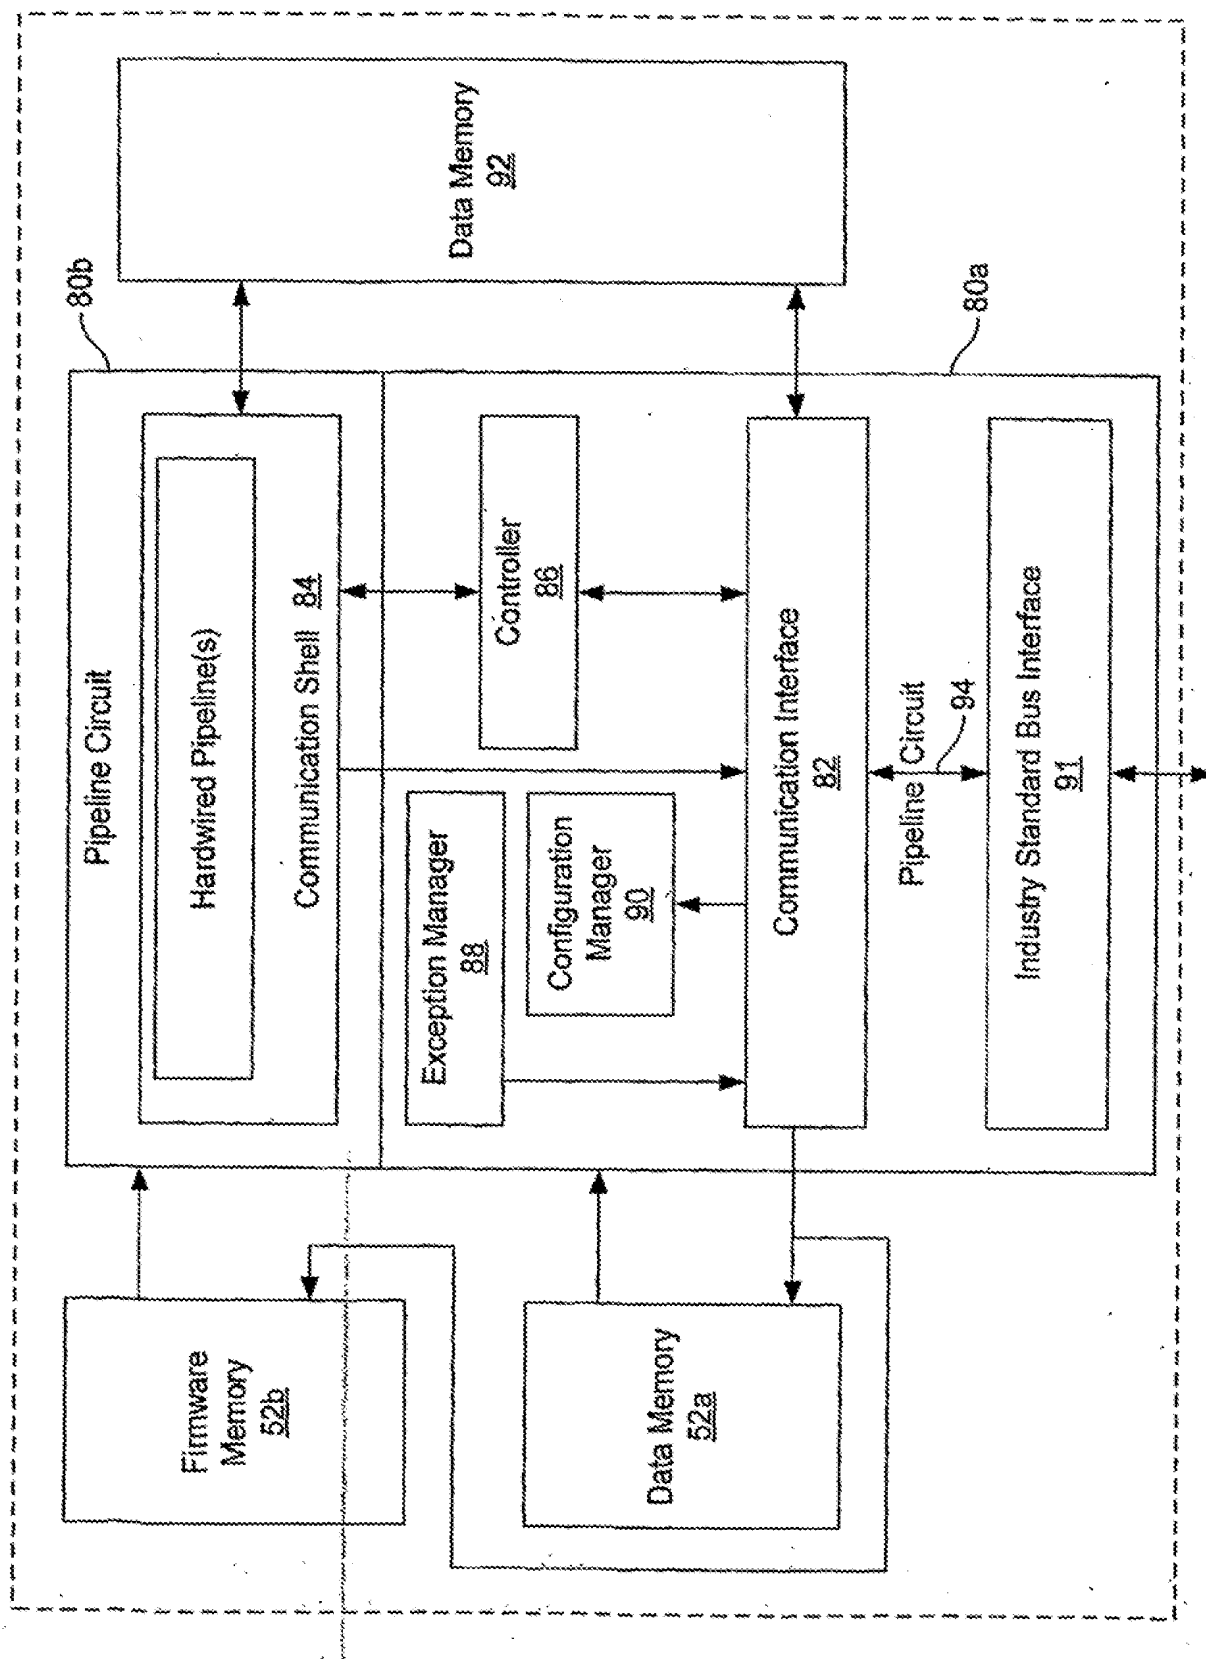 Firmware
Memory
52b
Data Memory
52a
Pipeline Circuit
80b
Hardwired Pipeline(s)
Communication Shell 84
Exception Manager
88
Configuration
Manager
90
Controller
86
Communication Interface
82
Pipeline Circuit
94
Industry Standard Bus Interface
91
80a
Data Memory
92